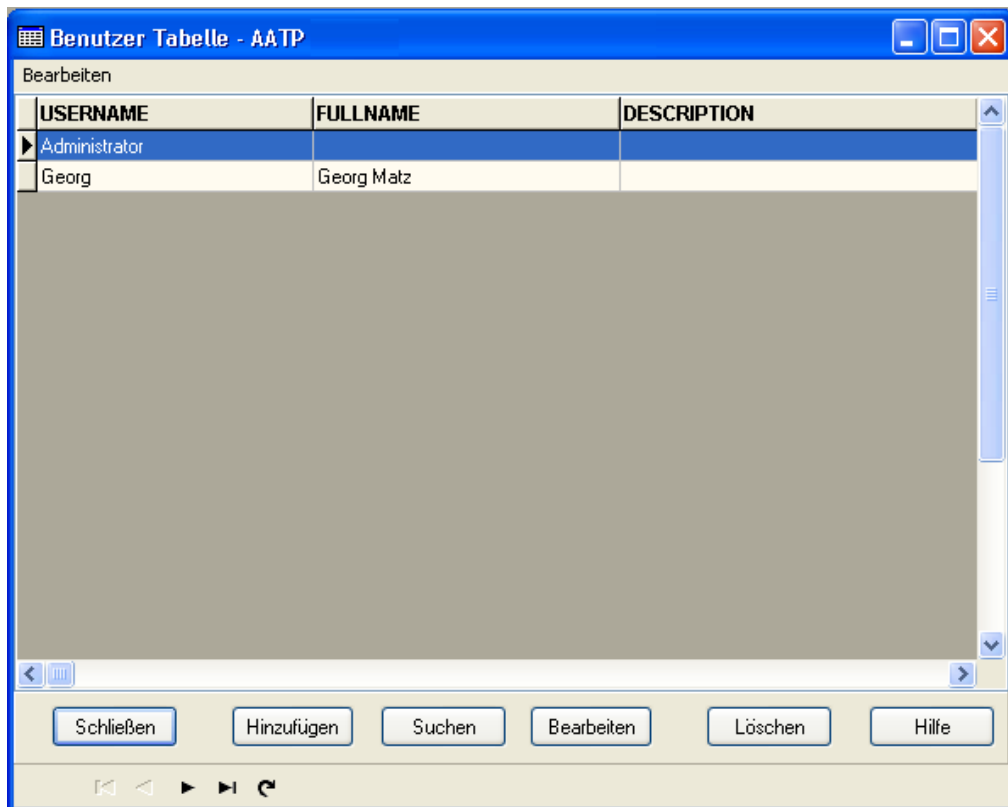 Benutzer Tabelle - AATP
Bearbeiten
USERNAME FULLNAME DESCRIPTION
Administrator
Georg Georg Matz
Schließen Hinzufügen Suchen Bearbeiten Löschen Hilfe